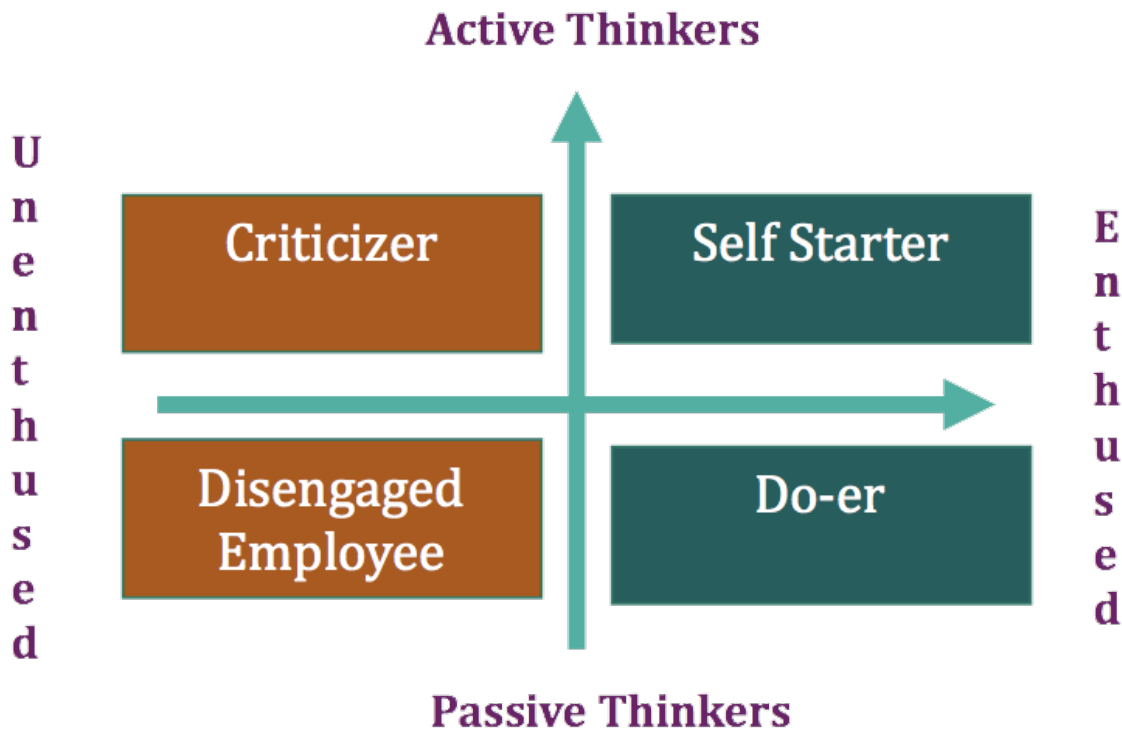 Active Thinkers
Unenthused
Criticizer
Self Starter
Enthused
Disengaged
Employee
Do-er
Passive Thinkers